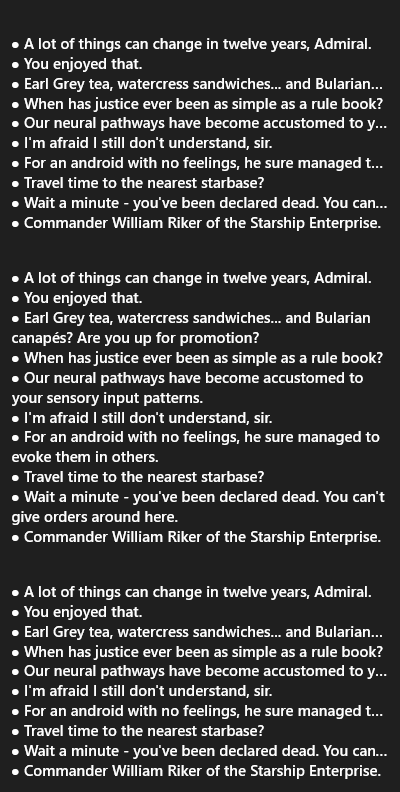 ● A lot of things can change in twelve years, Admiral.
● You enjoyed that.
● Earl Grey tea, watercress sandwiches... and Bularian...
● When has justice ever been as simple as a rule book?
● Our neural pathways have become accustomed to y...
● I'm afraid I still don't understand, sir.
● For an android with no feelings, he sure managed t...
● Travel time to the nearest starbase?
● Wait a minute - you've been declared dead. You can...
● Commander William Riker of the Starship Enterprise.
● A lot of things can change in twelve years, Admiral.
● You enjoyed that.
● Earl Grey tea, watercress sandwiches... and Bularian
canapés? Are you up for promotion?
● When has justice ever been as simple as a rule book?
● Our neural pathways have become accustomed to
your sensory input patterns.
● I'm afraid I still don't understand, sir.
● For an android with no feelings, he sure managed to
evoke them in others.
● Travel time to the nearest starbase?
● Wait a minute - you've been declared dead. You can't
give orders around here.
● Commander William Riker of the Starship Enterprise.
● A lot of things can change in twelve years, Admiral.
● You enjoyed that.
● Earl Grey tea, watercress sandwiches... and Bularian...
● When has justice ever been as simple as a rule book?
● Our neural pathways have become accustomed to y...
● I'm afraid I still don't understand, sir.
● For an android with no feelings, he sure managed t...
● Travel time to the nearest starbase?
● Wait a minute - you've been declared dead. You can...
● Commander William Riker of the Starship Enterprise.